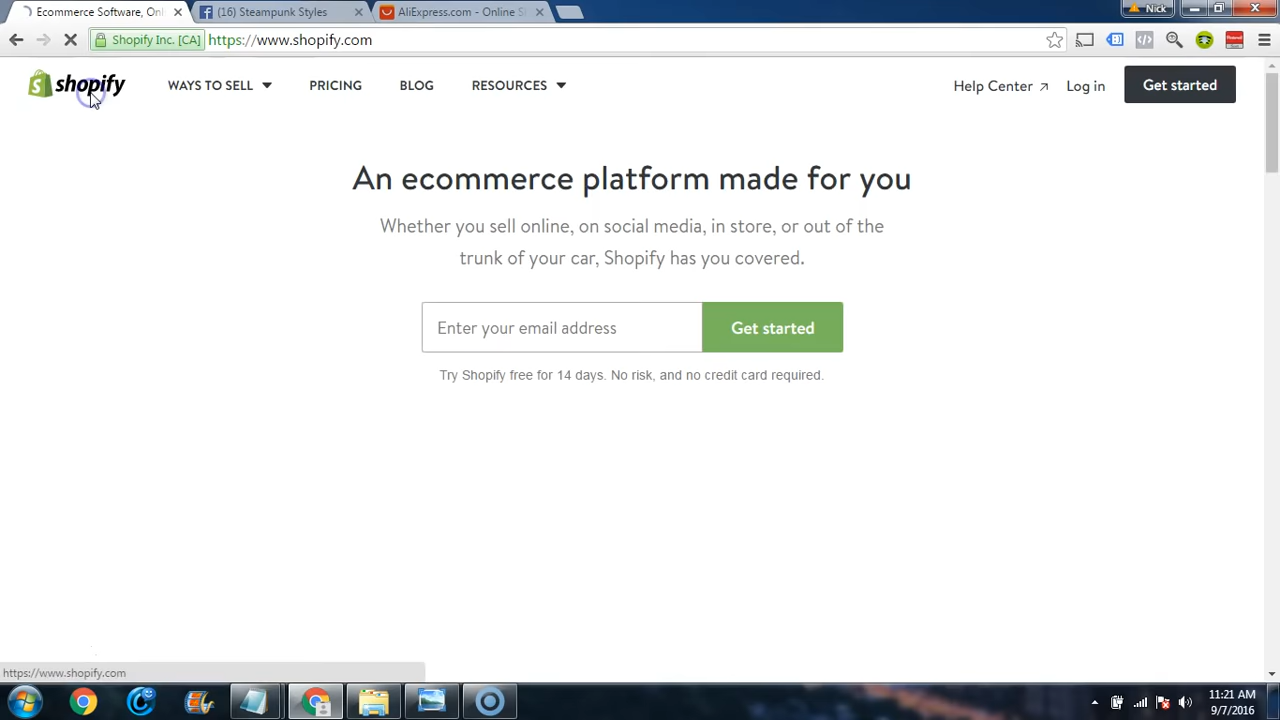 Ecommerce Software, Onl
(16) Steampunk Styles
AliExpress.com - Online Sh
Nick
Shopify Inc. [CA]
https://www.shopify.com
shopify
WAYS TO SELL
PRICING
BLOG
RESOURCES
Help Center
Log in
Get started
An ecommerce platform made for you
Whether you sell online, on social media, in store, or out of the
trunk of your car, Shopify has you covered.
Enter your email address
Get started
Try Shopify free for 14 days. No risk, and no credit card required.
https://www.shopify.com
11:21 AM
9/7/2016